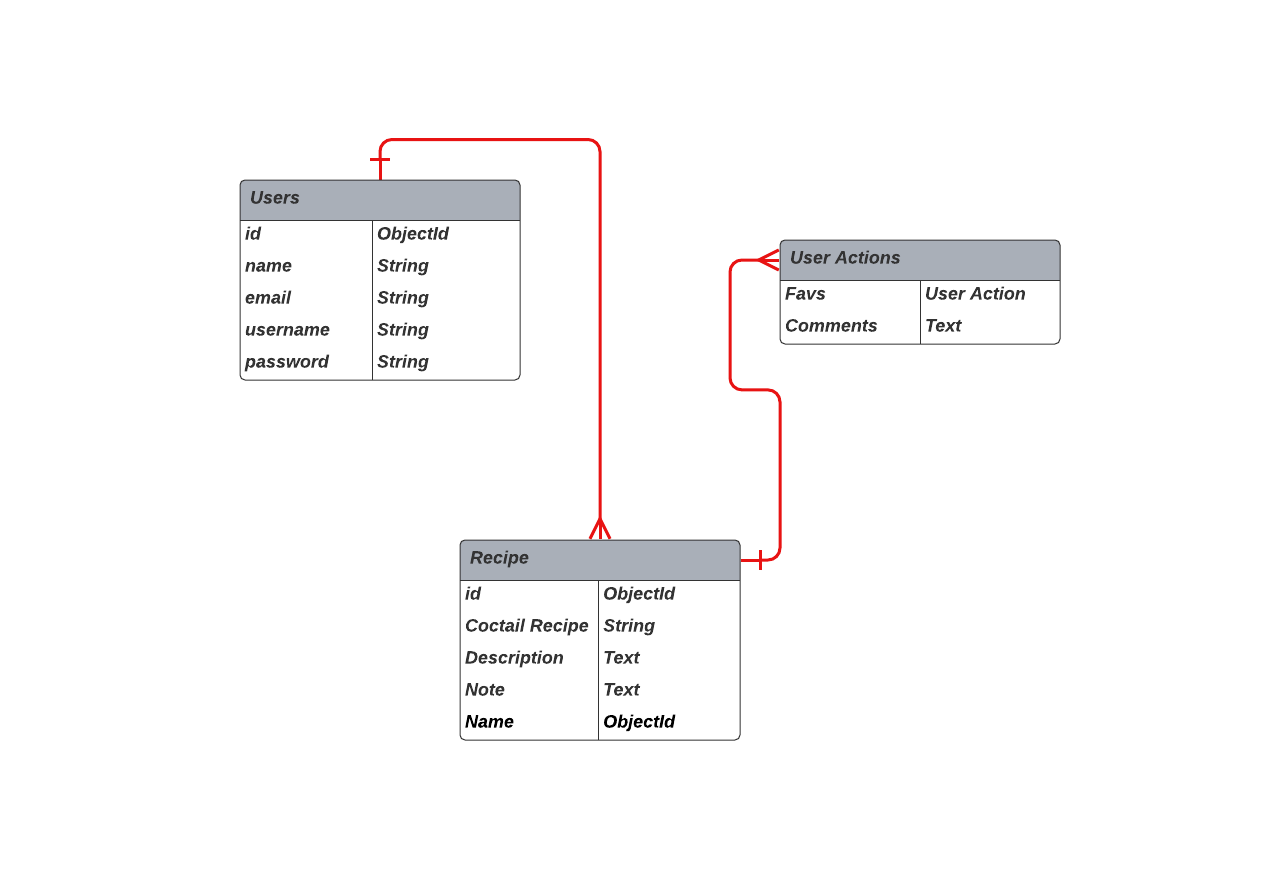 Users
id ObjectId
name String
email String
username String
password String
User Actions
Favs User Action
Comments Text
Recipe
id ObjectId
Coctail Recipe String
Description Text
Note Text
Name ObjectId